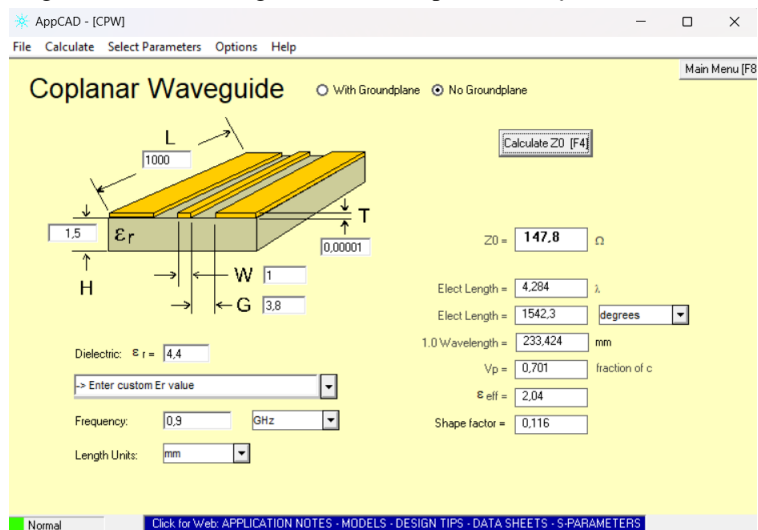 AppCAD - [CPW]
File Calculate Select Parameters Options Help
Main Menu [F8
Coplanar Waveguide
With Groundplane No Groundplane
L
1000
Calculate Z0 [F4]
1,5
εr
T
0,00001
H
W 1
G 3,8
Z0 = 147,8 Ω
Elect Length = 4,284 λ
Elect Length = 1542,3 degrees
1.0 Wavelength = 233,424 mm
Vp = 0,701 fraction of c
ε eff = 2,04
Shape factor = 0,116
Dielectric: ε r = 4,4
-> Enter custom Er value
Frequency: 0,9 GHz
Length Units: mm
Normal
Click for Web: APPLICATION NOTES - MODELS - DESIGN TIPS - DATA SHEETS - S-PARAMETERS